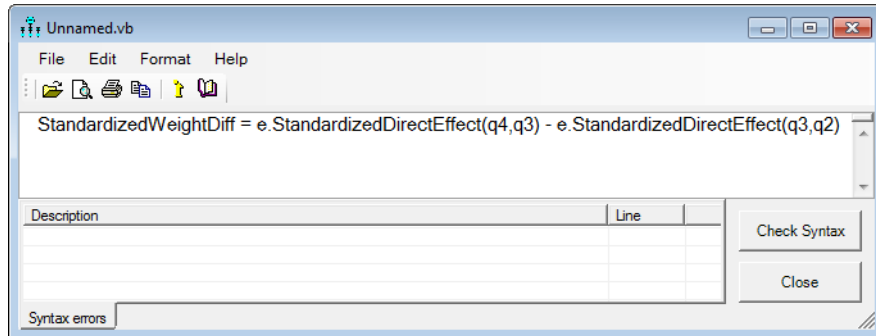 Unnamed.vb
File Edit Format Help
StandardizedWeightDiff = e.StandardizedDirectEffect(q4,q3) - e.StandardizedDirectEffect(q3,q2)
Description Line
Check Syntax
Close
Syntax errors